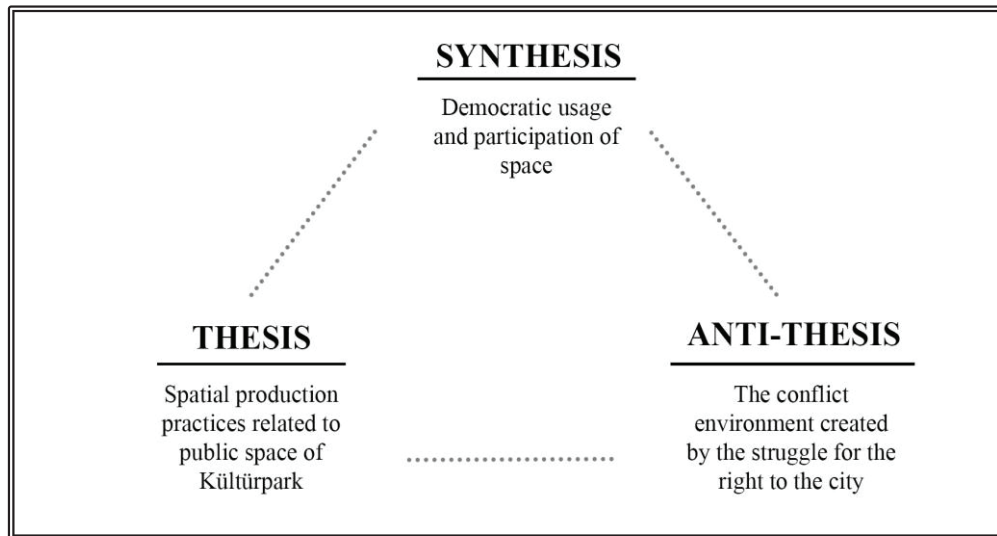 SYNTHESIS
Democratic usage
and participation of
space
THESIS
Spatial production
practices related to
public space of
Kültürpark
ANTI-THESIS
The conflict
environment created
by the struggle for the
right to the city